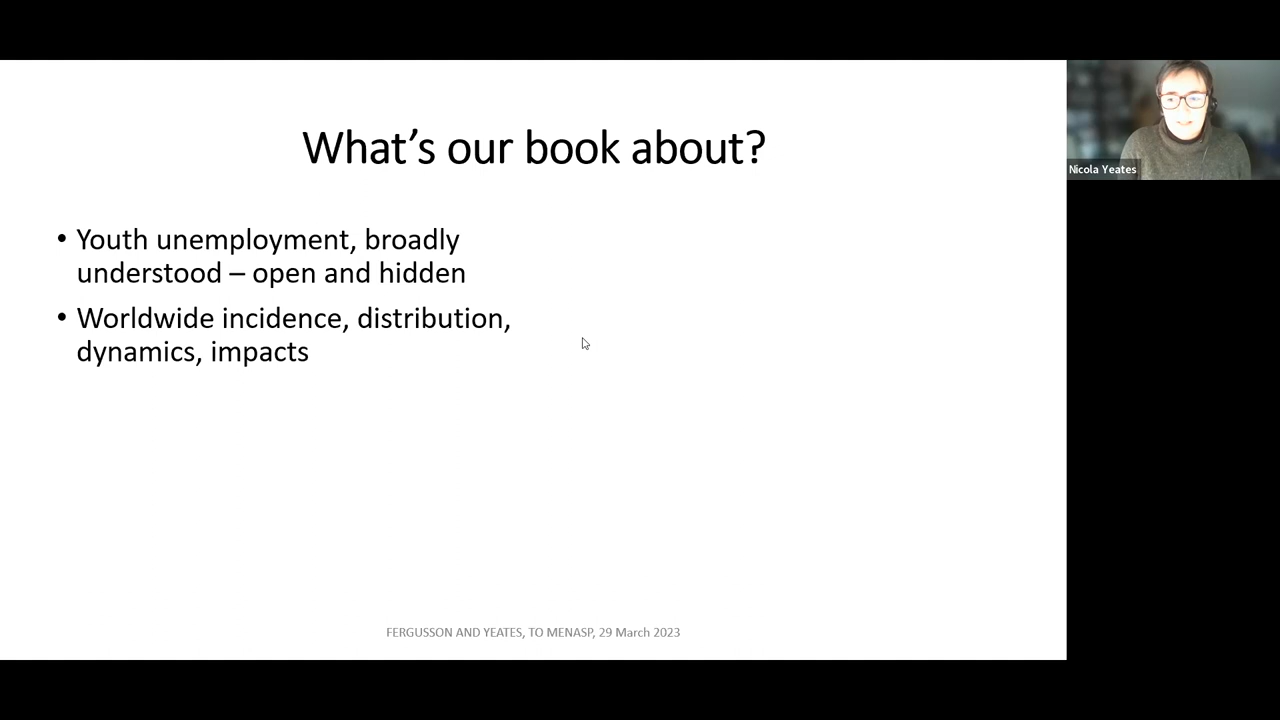 What's our book about?
• Youth unemployment, broadly
understood – open and hidden
• Worldwide incidence, distribution,
dynamics, impacts
FERGUSSON AND YEATES, TO MENASP, 29 March 2023
Nicola Yeates